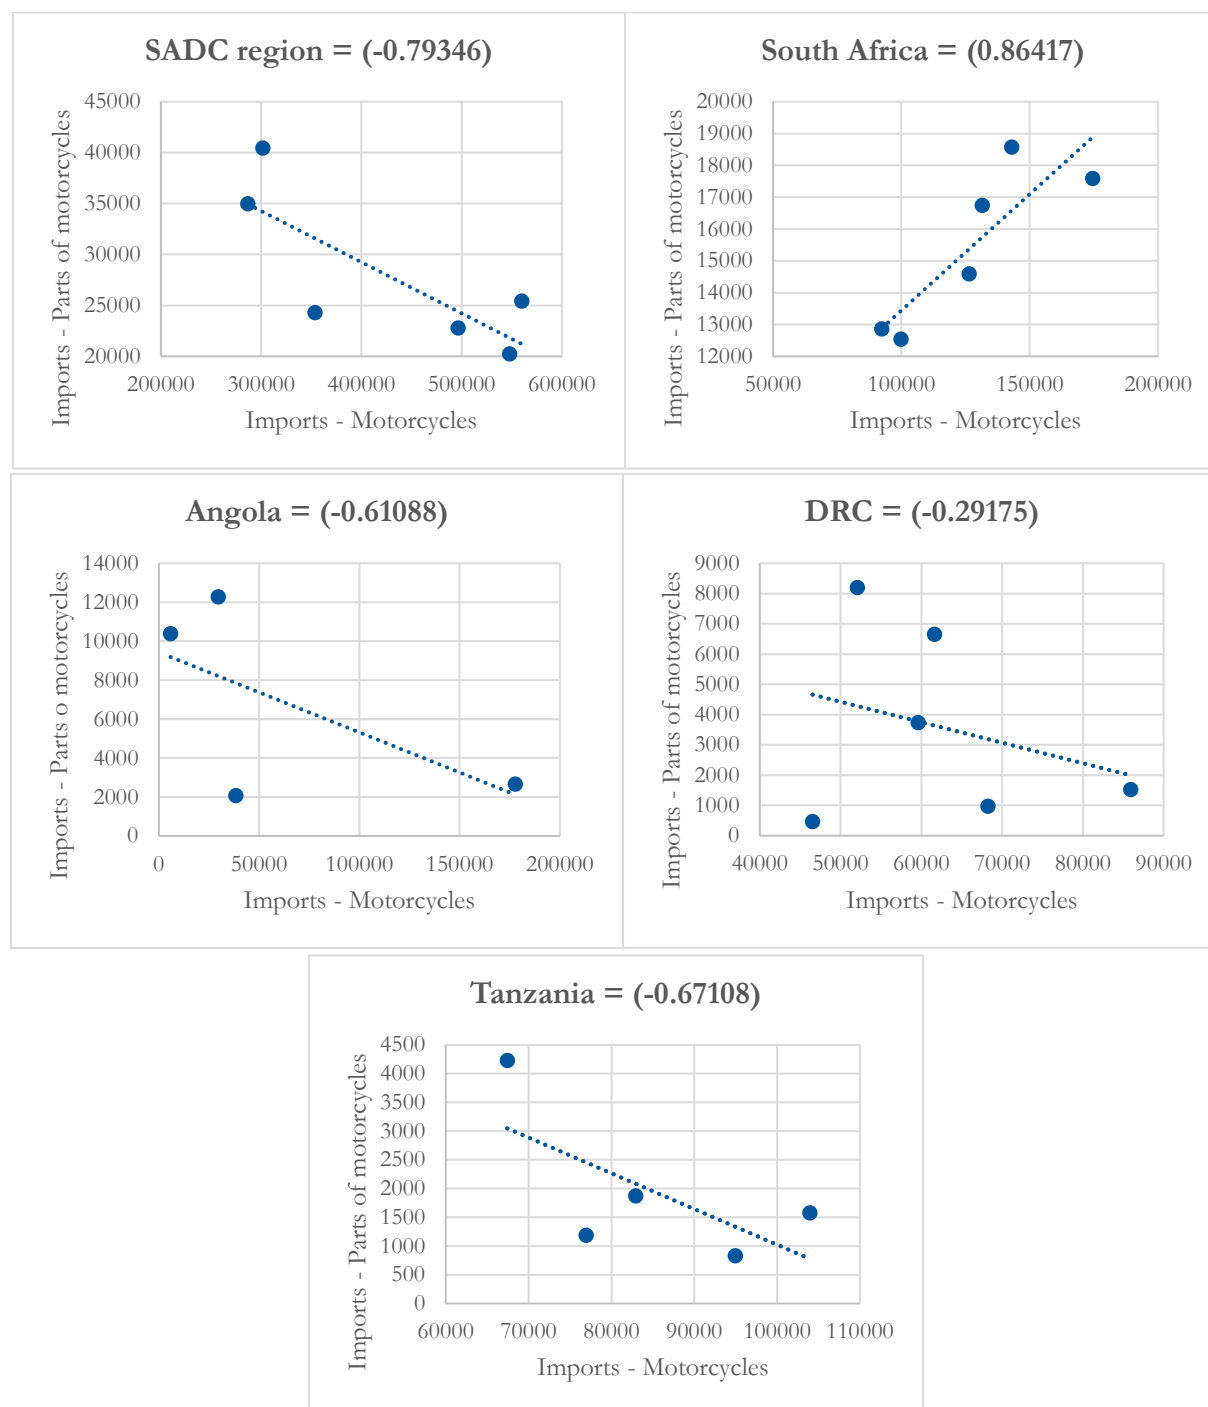 SADC region = (-0.79346)
Imports - Parts of motorcycles
45000
40000
35000
30000
25000
20000
200000 300000 400000 500000 600000
Imports - Motorcycles
South Africa = (0.86417)
Imports - Parts of motorcycles
20000
19000
18000
17000
16000
15000
14000
13000
12000
50000 100000 150000 200000
Imports - Motorcycles
Angola = (-0.61088)
Imports - Parts o motorcycles
14000
12000
10000
8000
6000
4000
2000
0
0 50000 100000 150000 200000
Imports - Motorcycles
DRC = (-0.29175)
Imports - Parts of motorcycles
9000
8000
7000
6000
5000
4000
3000
2000
1000
0
40000 50000 60000 70000 80000 90000
Imports - Motorcycles
Tanzania = (-0.67108)
Imports - Parts of motorcycles
4500
4000
3500
3000
2500
2000
1500
1000
500
0
60000 70000 80000 90000 100000 110000
Imports - Motorcycles